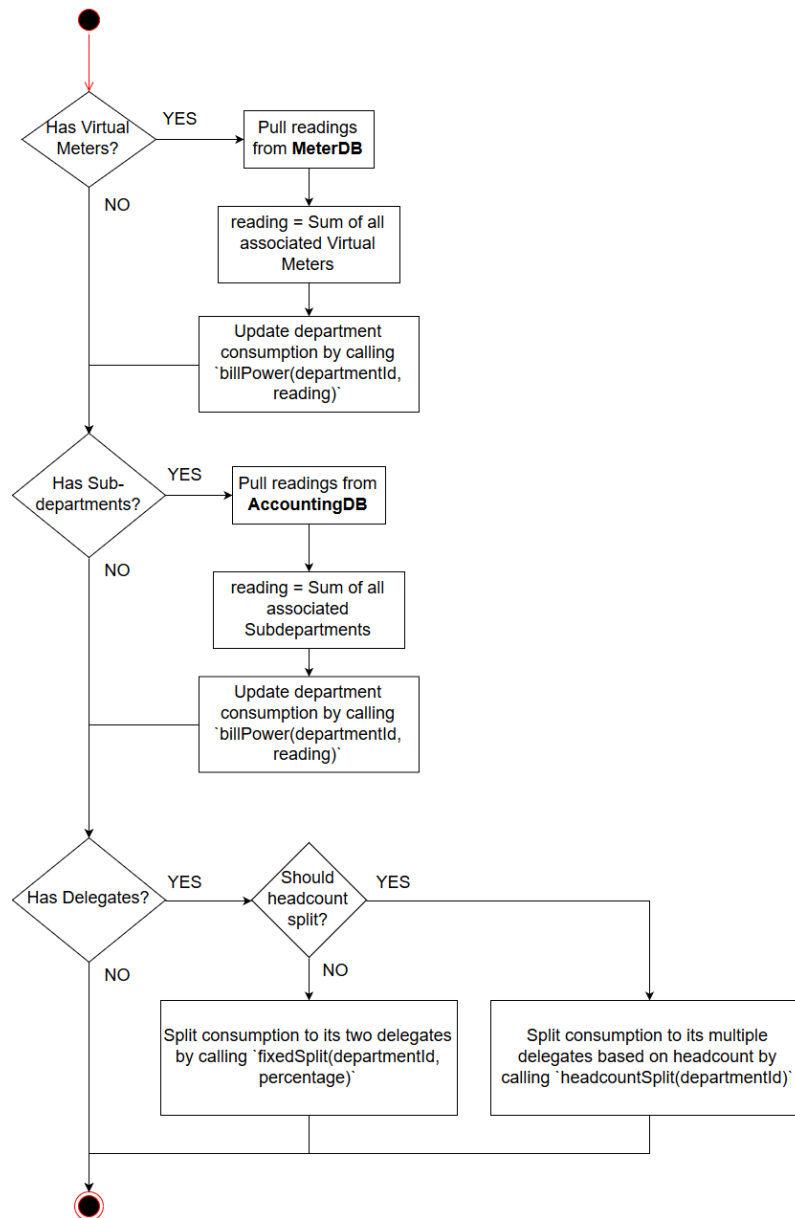 Has Virtual
Meters?
YES
Pull readings
from MeterDB
NO
reading = Sum of all
associated Virtual
Meters
Update department
consumption by calling
`billPower(departmentId,
reading)`
Has Sub-
departments?
YES
Pull readings from
AccountingDB
NO
reading = Sum of all
associated
Subdepartments
Update department
consumption by calling
`billPower(departmentId,
reading)`
Has Delegates?
YES
Should
headcount
split?
YES
NO
NO
Split consumption to its two delegates
by calling `fixedSplit(departmentId,
percentage)`
Split consumption to its multiple
delegates based on headcount by
calling `headcountSplit(departmentId)`